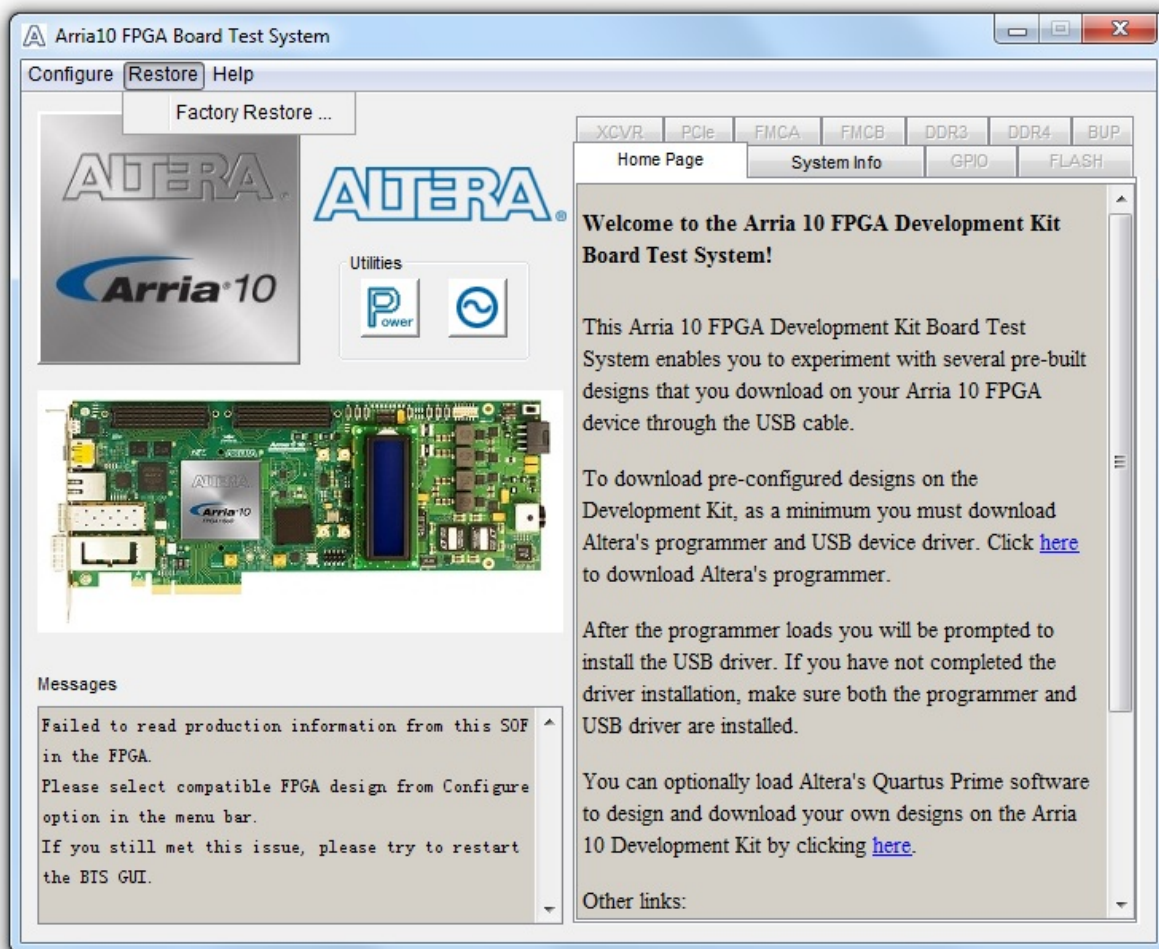 Arria10 FPGA Board Test System
Configure Restore Help
Factory Restore ...
ALTERA®
Arria®10
ALTERA®
Utilities
Power
ALTERA
Arria®10
Messages
Failed to read production information from this SOF
in the FPGA.
Please select compatible FPGA design from Configure
option in the menu bar.
If you still met this issue, please try to restart
the BTS GUI.
XCVR PCIe FMCA FMCB DDR3 DDR4 BUP
Home Page System Info GPIO FLASH
Welcome to the Arria 10 FPGA Development Kit
Board Test System!
This Arria 10 FPGA Development Kit Board Test
System enables you to experiment with several pre-built
designs that you download on your Arria 10 FPGA
device through the USB cable.
To download pre-configured designs on the
Development Kit, as a minimum you must download
Altera's programmer and USB device driver. Click here
to download Altera's programmer.
After the programmer loads you will be prompted to
install the USB driver. If you have not completed the
driver installation, make sure both the programmer and
USB driver are installed.
You can optionally load Altera's Quartus Prime software
to design and download your own designs on the Arria
10 Development Kit by clicking here.
Other links: